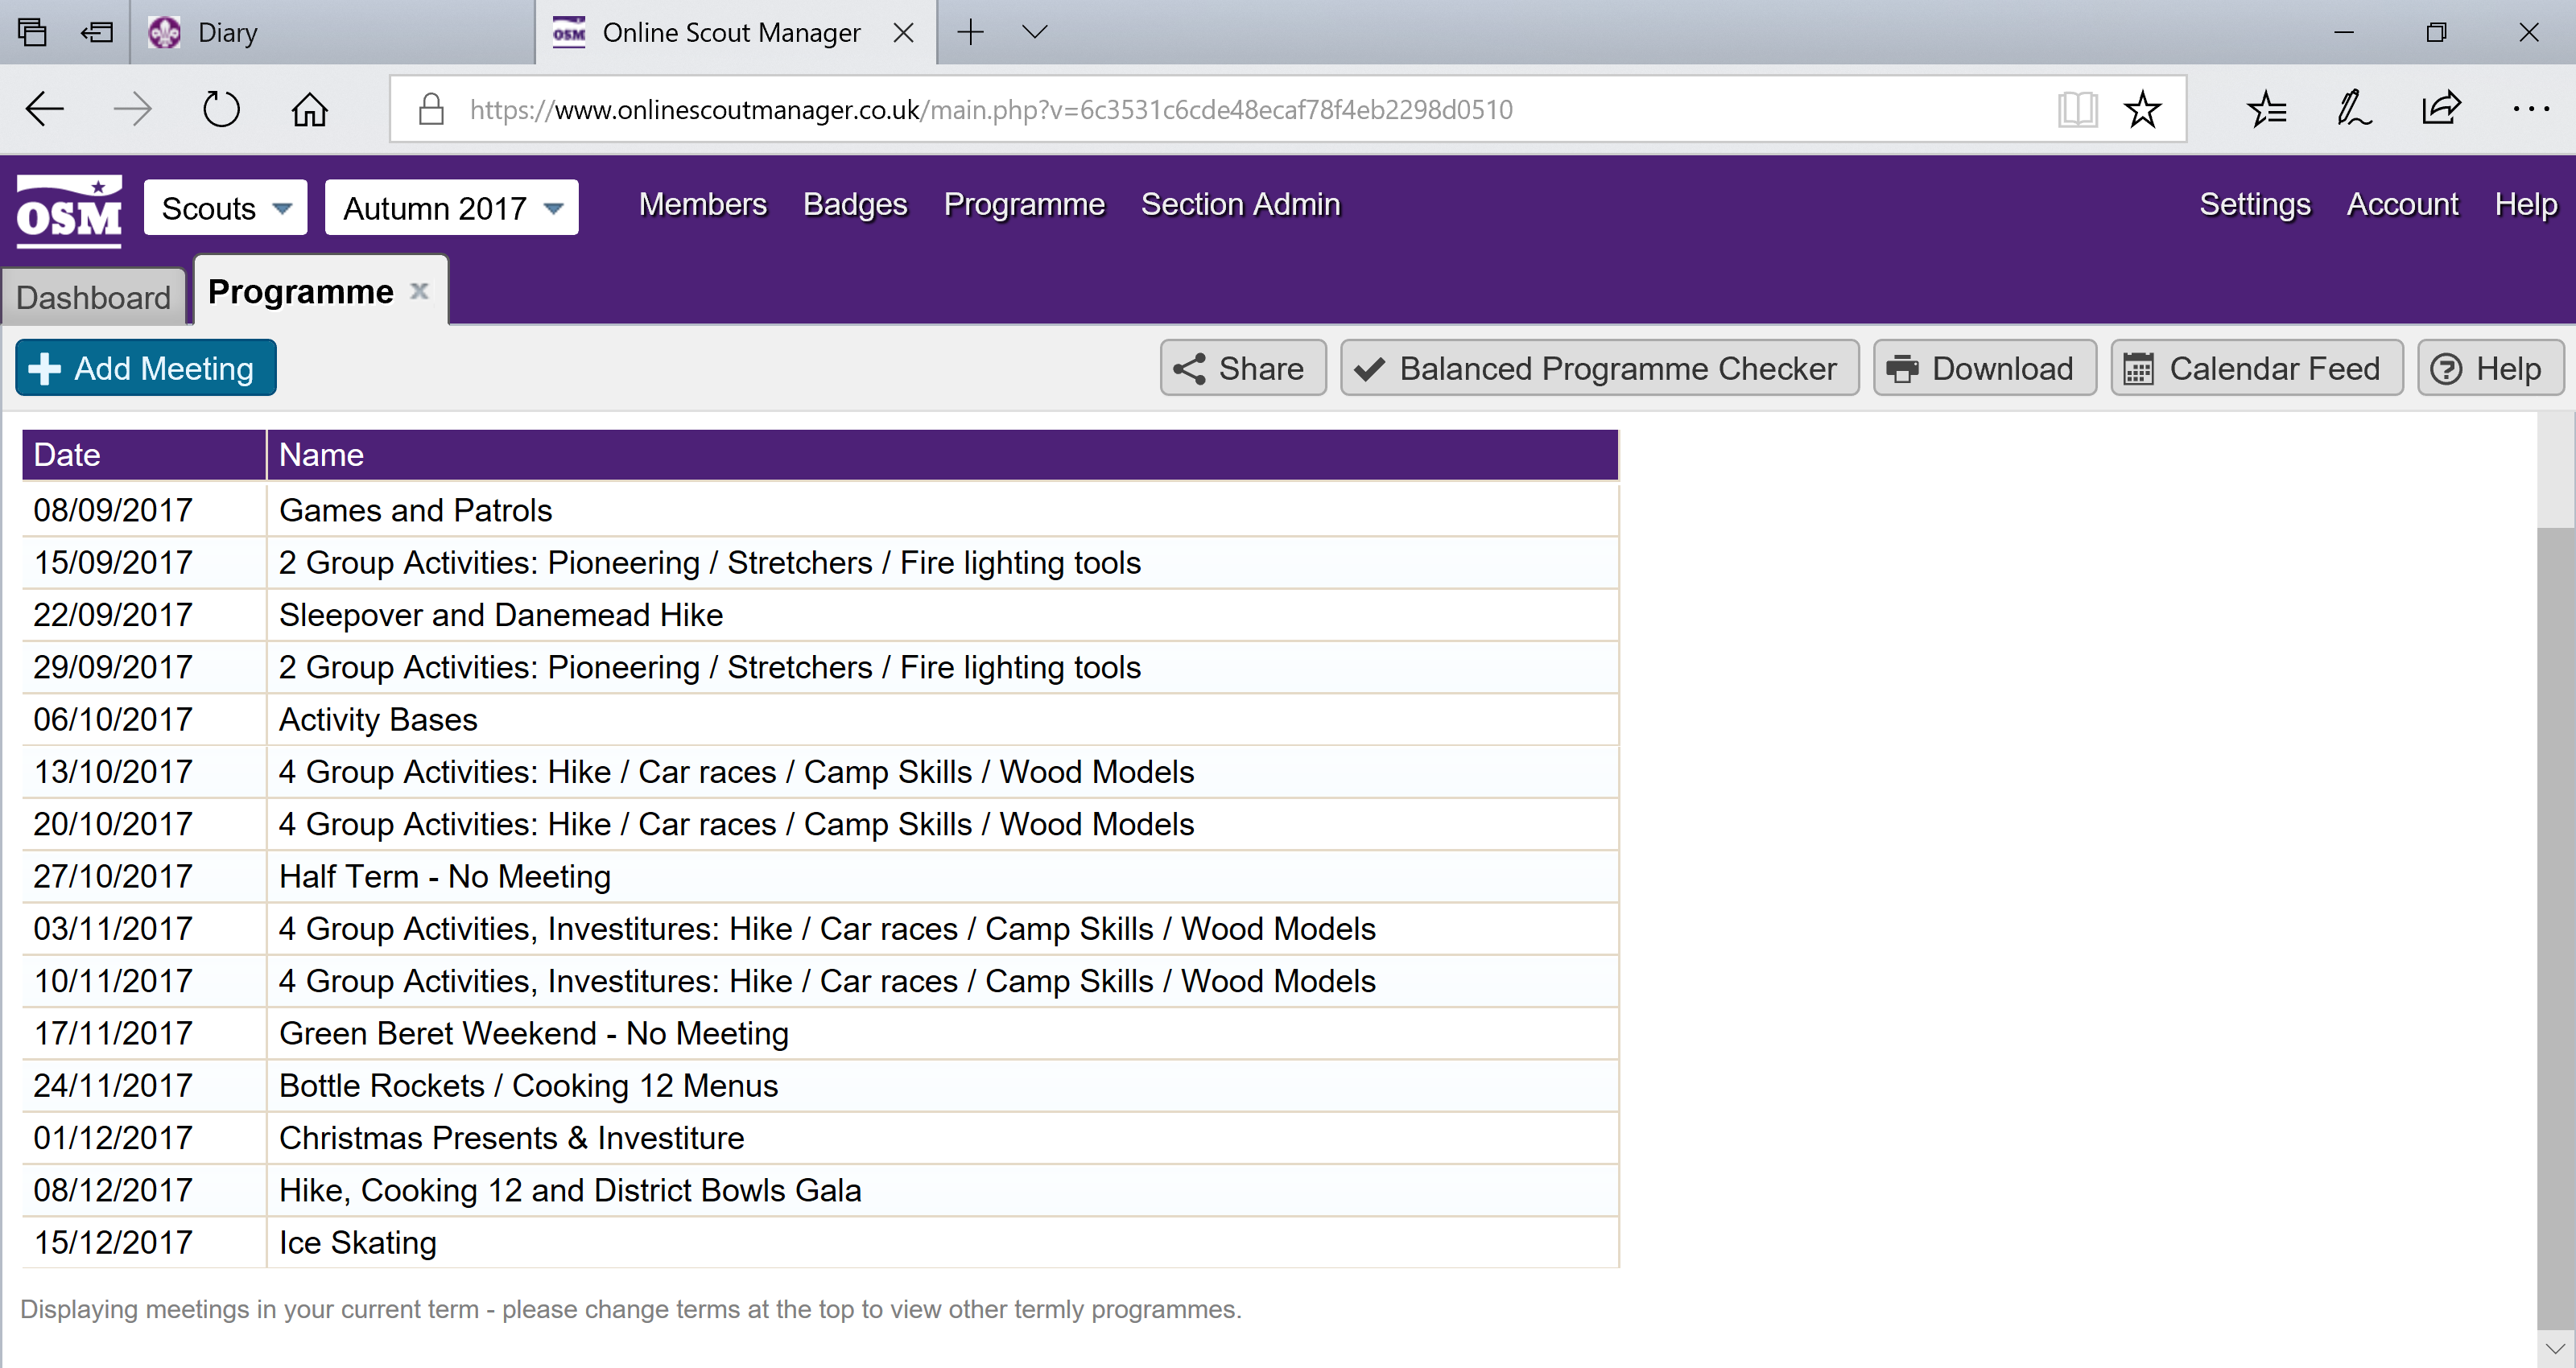 Diary
OSM Online Scout Manager
https://www.onlinescoutmanager.co.uk/main.php?v=6c3531c6cde48ecaf78f4eb2298d0510
OSM Scouts Autumn 2017 Members Badges Programme Section Admin Settings Account Help
Dashboard Programme x
Add Meeting Share Balanced Programme Checker Download Calendar Feed Help
Date Name
08/09/2017 Games and Patrols
15/09/2017 2 Group Activities: Pioneering / Stretchers / Fire lighting tools
22/09/2017 Sleepover and Danemead Hike
29/09/2017 2 Group Activities: Pioneering / Stretchers / Fire lighting tools
06/10/2017 Activity Bases
13/10/2017 4 Group Activities: Hike / Car races / Camp Skills / Wood Models
20/10/2017 4 Group Activities: Hike / Car races / Camp Skills / Wood Models
27/10/2017 Half Term - No Meeting
03/11/2017 4 Group Activities, Investitures: Hike / Car races / Camp Skills / Wood Models
10/11/2017 4 Group Activities, Investitures: Hike / Car races / Camp Skills / Wood Models
17/11/2017 Green Beret Weekend - No Meeting
24/11/2017 Bottle Rockets / Cooking 12 Menus
01/12/2017 Christmas Presents & Investiture
08/12/2017 Hike, Cooking 12 and District Bowls Gala
15/12/2017 Ice Skating
Displaying meetings in your current term - please change terms at the top to view other termly programmes.